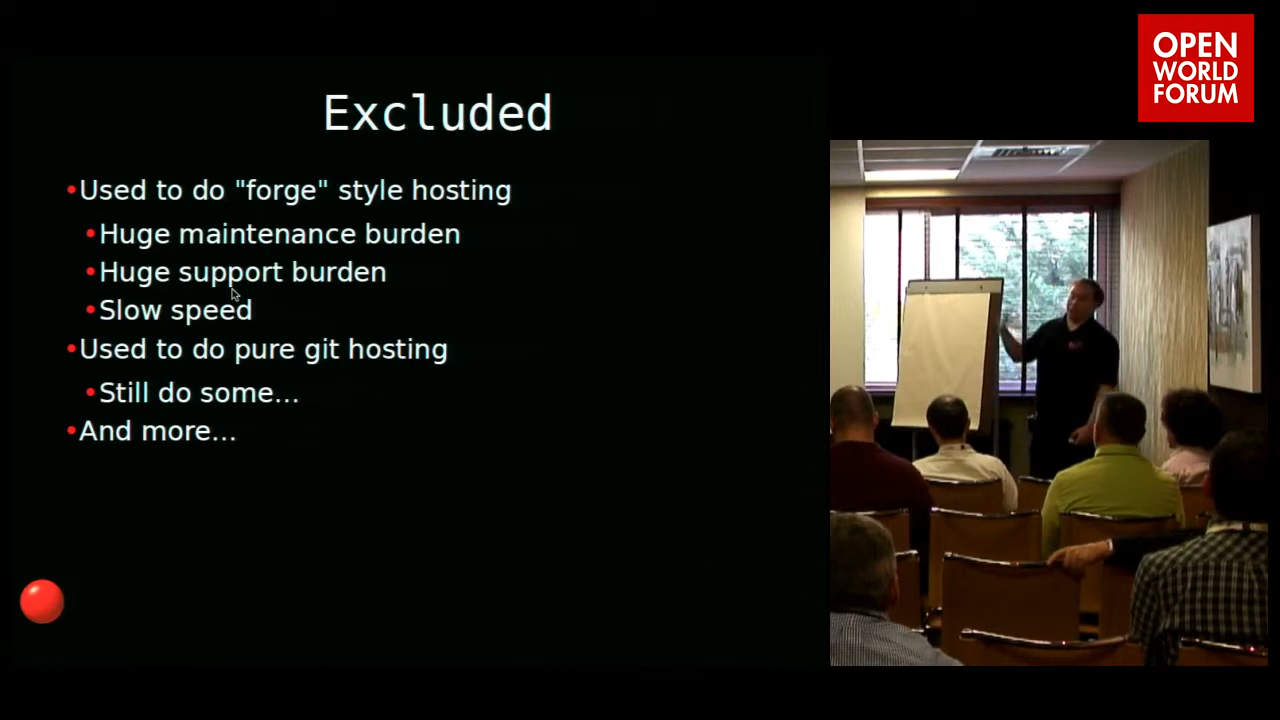 Excluded
•Used to do "forge" style hosting
•Huge maintenance burden
•Huge support burden
•Slow speed
•Used to do pure git hosting
•Still do some...
•And more...
OPEN
WORLD
FORUM